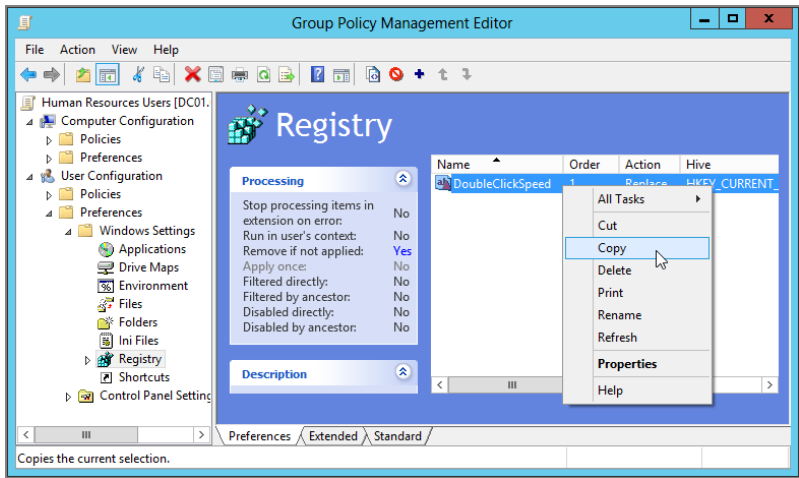 Group Policy Management Editor
File Action View Help
Human Resources Users [DC01.
Computer Configuration
Policies
Preferences
User Configuration
Policies
Preferences
Windows Settings
Applications
Drive Maps
Environment
Files
Folders
Ini Files
Registry
Shortcuts
Control Panel Setting
Registry
Processing
Stop processing items in
extension on error: No
Run in user's context: No
Remove if not applied: Yes
Apply once: No
Filtered directly: No
Filtered by ancestor: No
Disabled directly: No
Disabled by ancestor: No
Description
Name Order Action Hive
DoubleClickSpeed 1 Replace HKEY_CURRENT_
All Tasks
Cut
Copy
Delete
Print
Rename
Refresh
Properties
Help
Preferences Extended Standard
Copies the current selection.